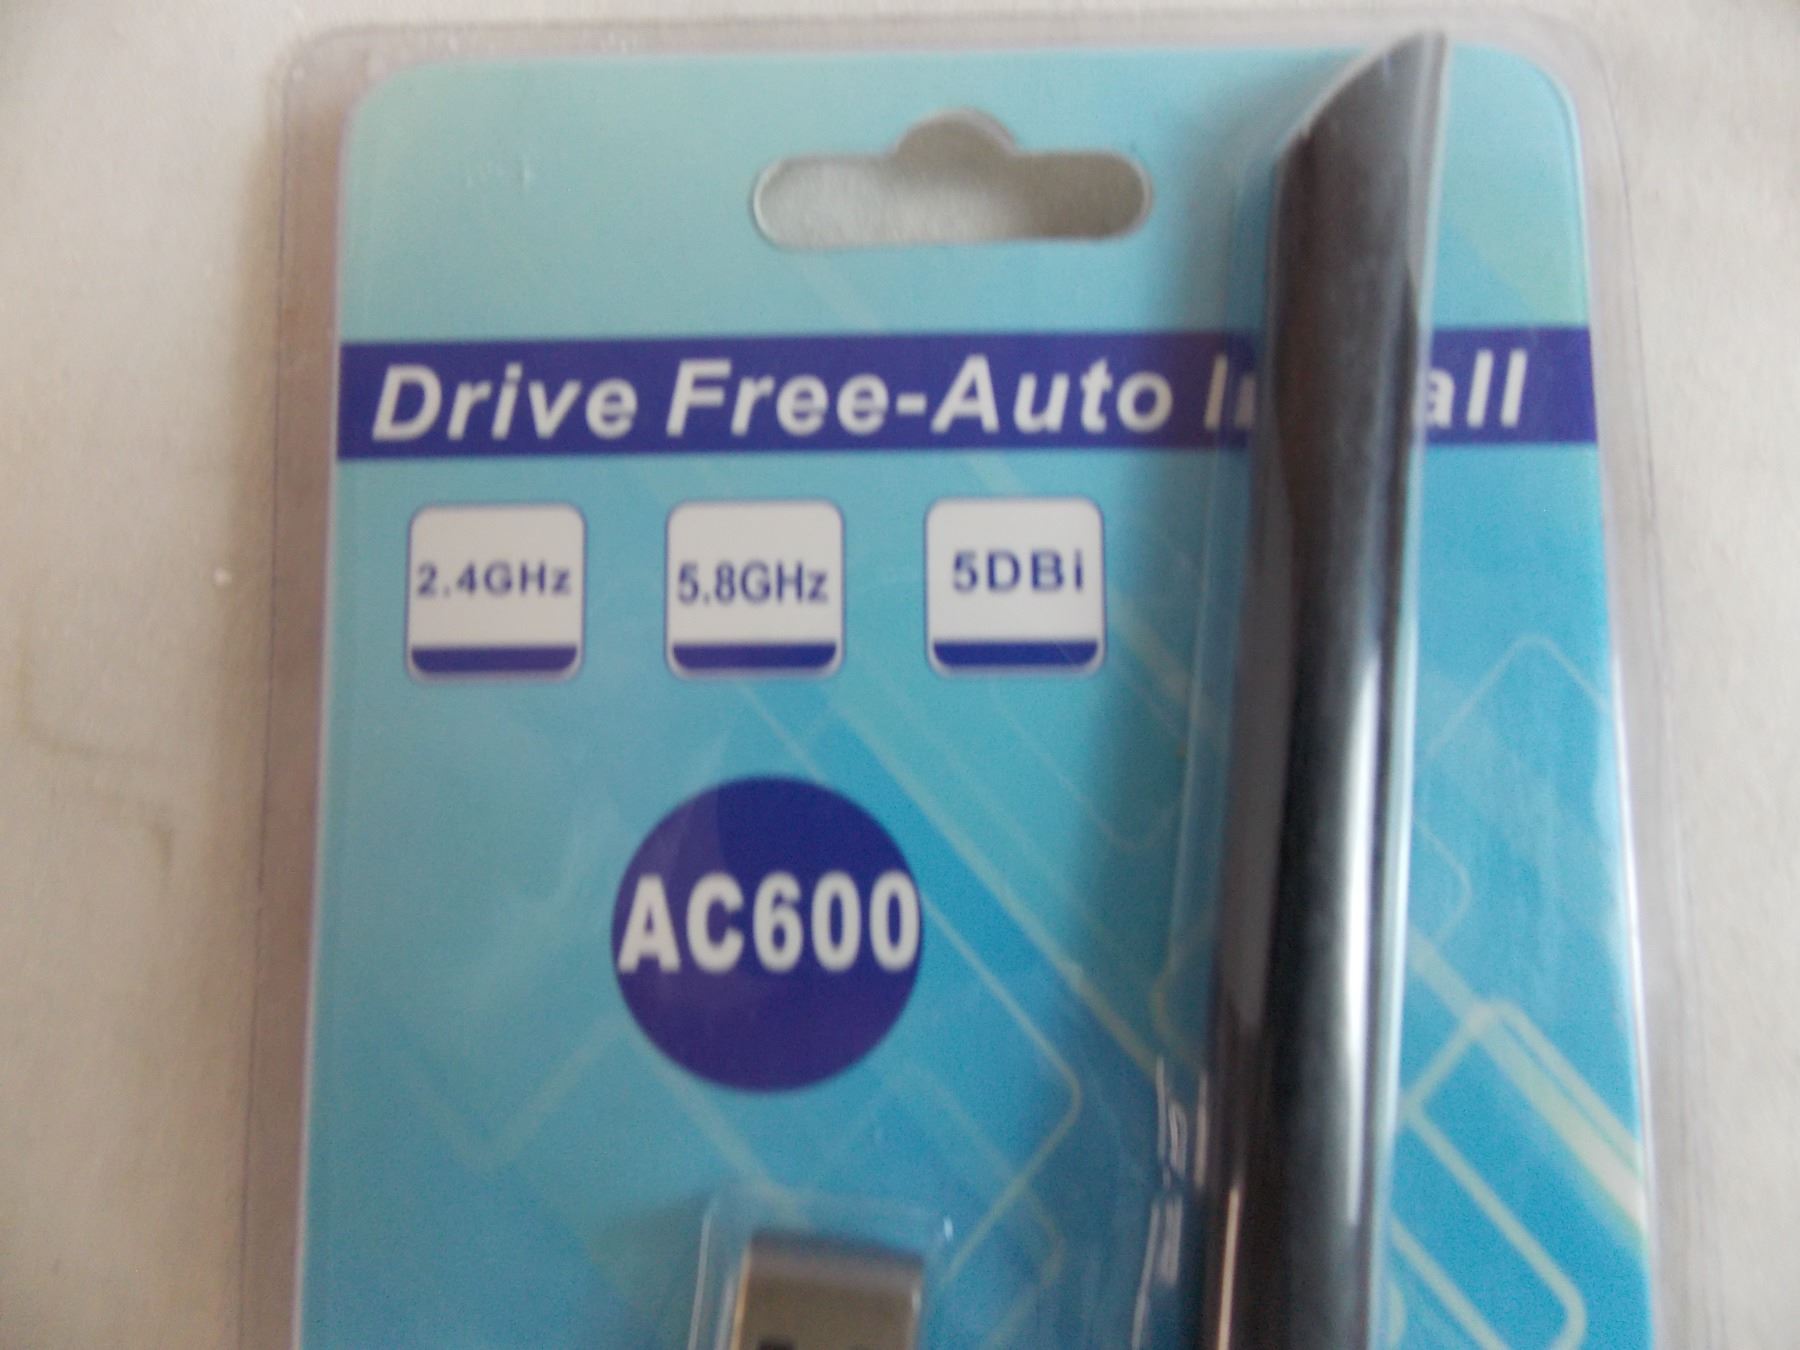 Drive Free-Auto
2.4GHz
5.8GHz
5DBi
AC600